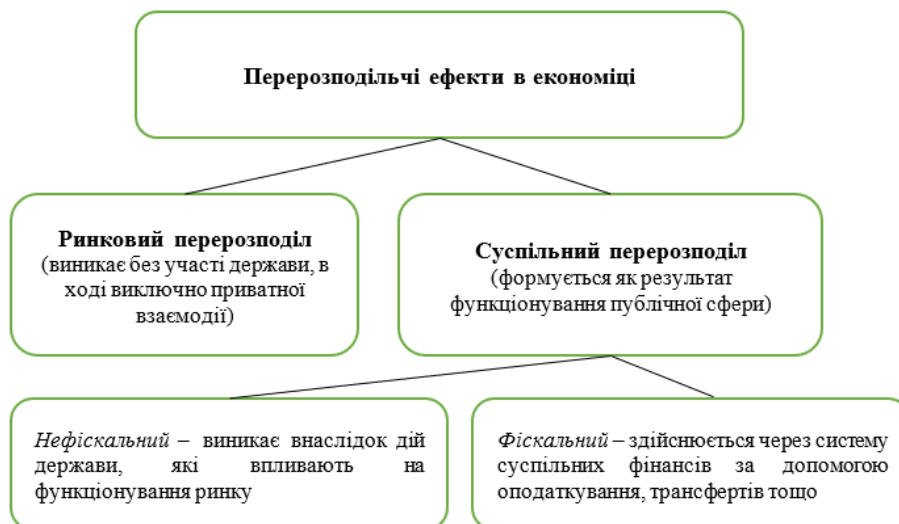 Перерозподільчі ефекти в економіці
Ринковий перерозподіл
(виникає без участі держави, в
ході виключно приватної
взаємодії)
Суспільний перерозподіл
(формується як результат
функціонування публічної сфери)
Нефіскальний – виникає внаслідок дій
держави, які впливають на
функціонування ринку
Фіскальний – здійснюється через систему
суспільних фінансів за допомогою
оподаткування, трансфертів тощо